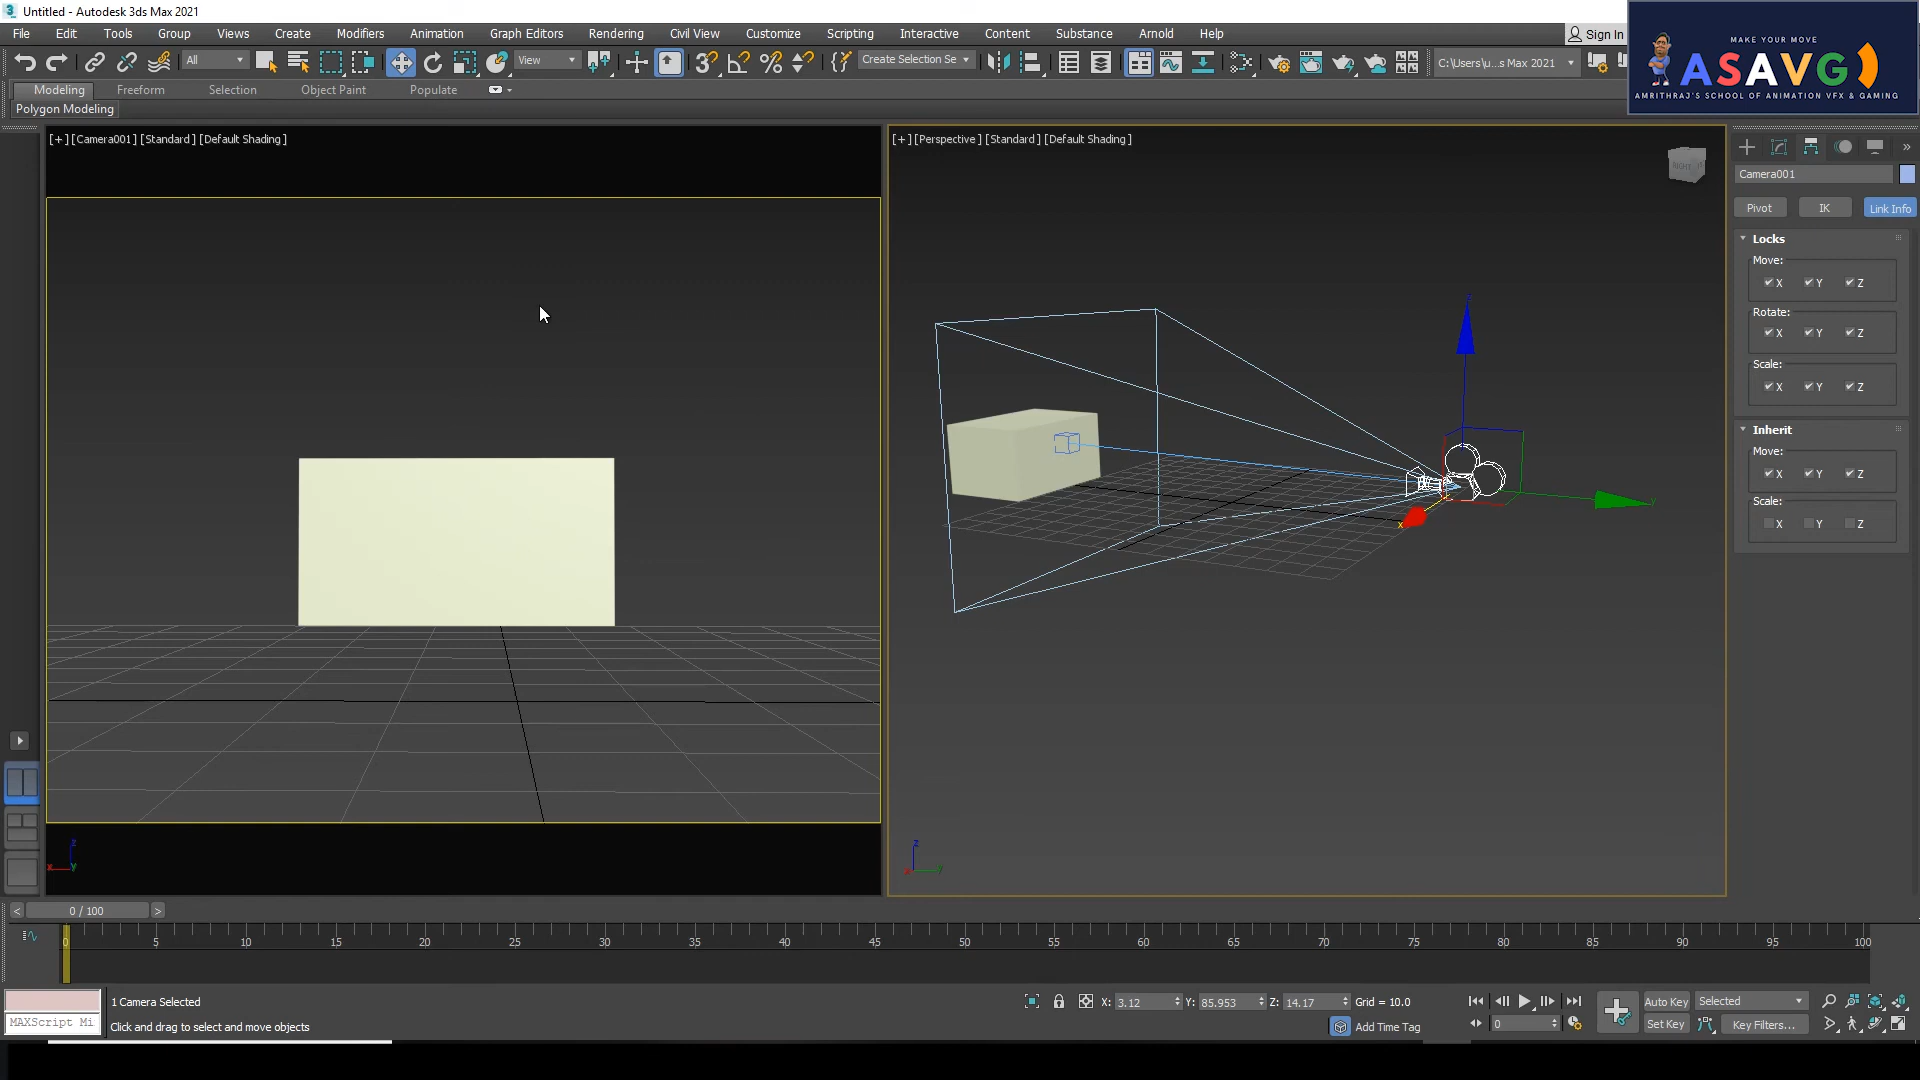 3 Untitled - Autodesk 3ds Max 2021
File Edit Tools Group Views Create Modifiers Animation Graph Editors Rendering Civil View Customize Scripting Interactive Content Substance Arnold Help
Sign In
All
View
Create Selection Se
C:\Users\u...s Max 2021
MAKE YOUR MOVE
ASAVG
AMRITHRAJ'S SCHOOL OF ANIMATION VFX & GAMING
Modeling Freeform Selection Object Paint Populate
Polygon Modeling
[+] [Camera001] [Standard] [Default Shading]
[+] [Perspective] [Standard] [Default Shading]
Camera001
Pivot IK Link Info
Locks
Move:
X Y Z
Rotate:
X Y Z
Scale:
X Y Z
Inherit
Move:
X Y Z
Scale:
X Y Z
z
y
x
z
x y
z
x y
< 0 / 100 >
0 5 10 15 20 25 30 35 40 45 50 55 60 65 70 75 80 85 90 95 100
1 Camera Selected
MAXScript Mi
Click and drag to select and move objects
X: 3.12 Y: 85.953 Z: 14.17 Grid = 10.0
Add Time Tag
0
Auto Key Selected
Set Key Key Filters...